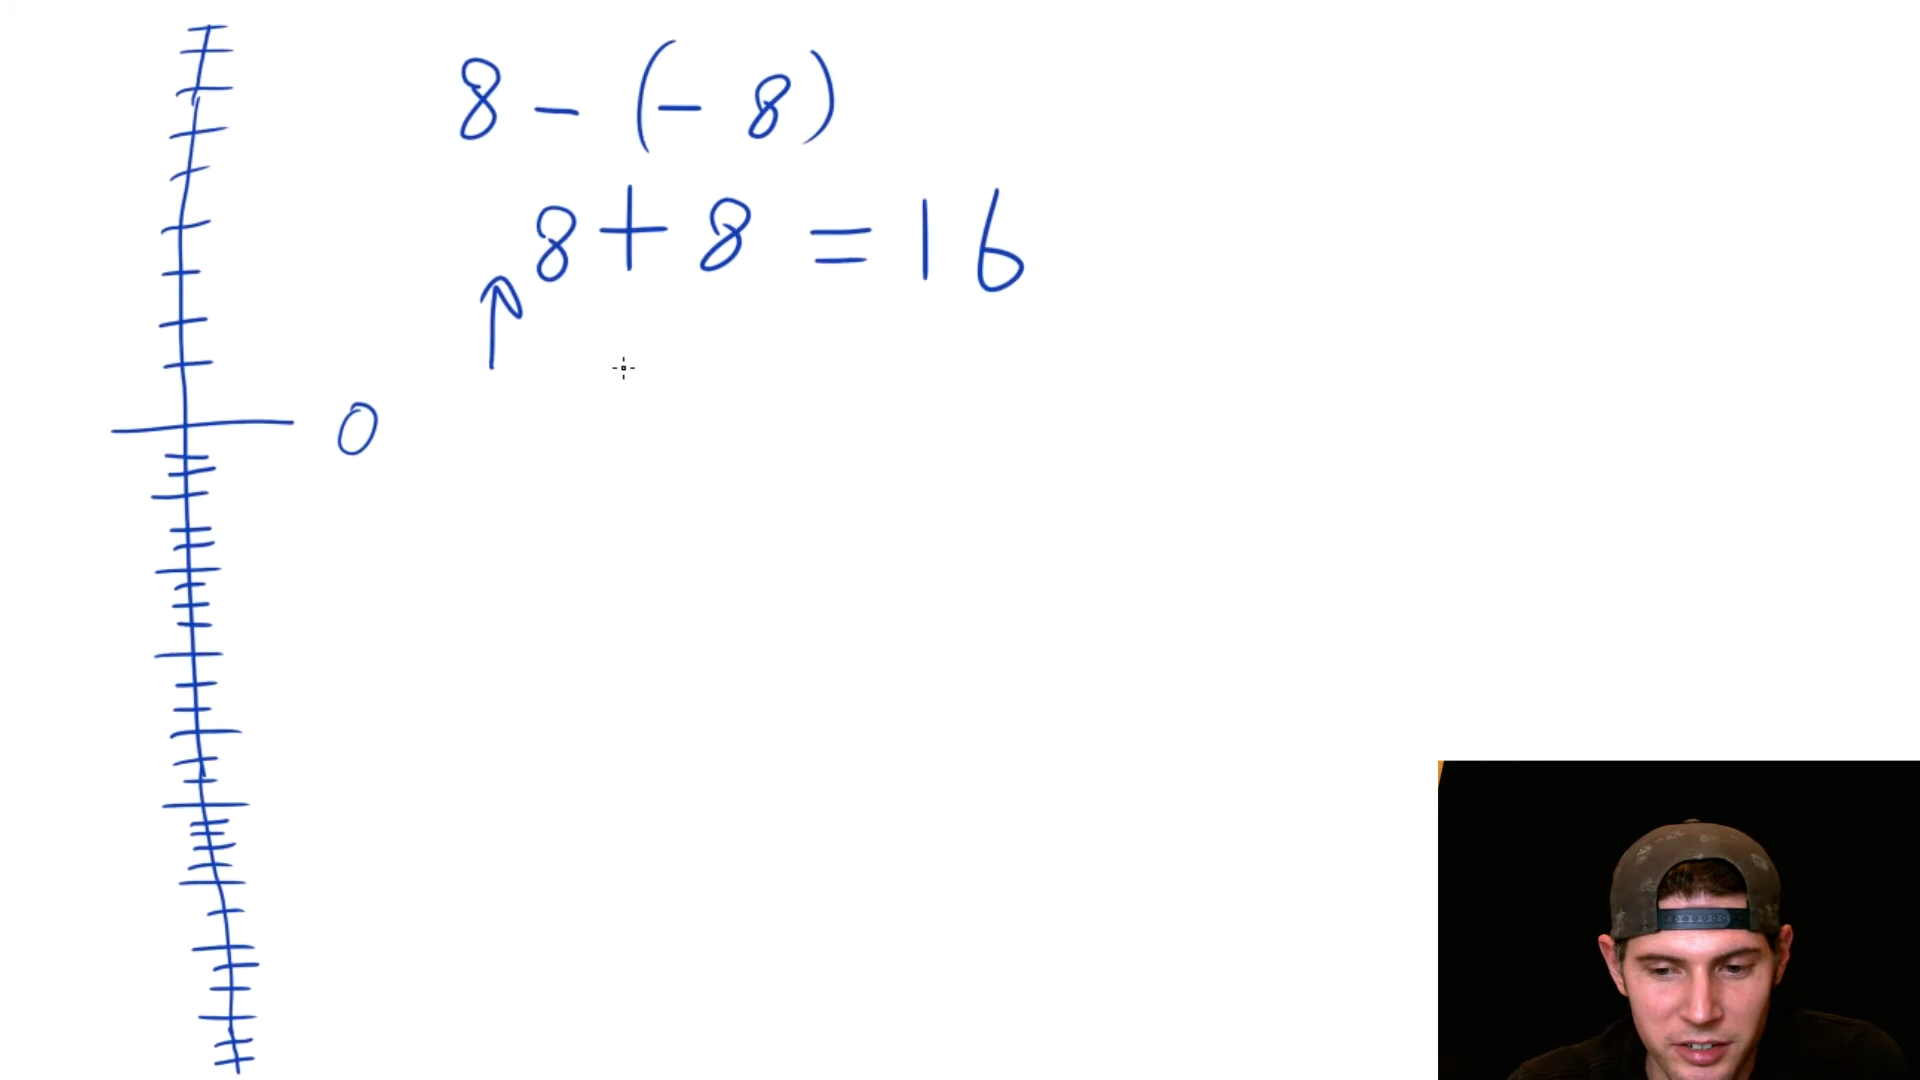 8 - (- 8)
8 + 8 = 16
0